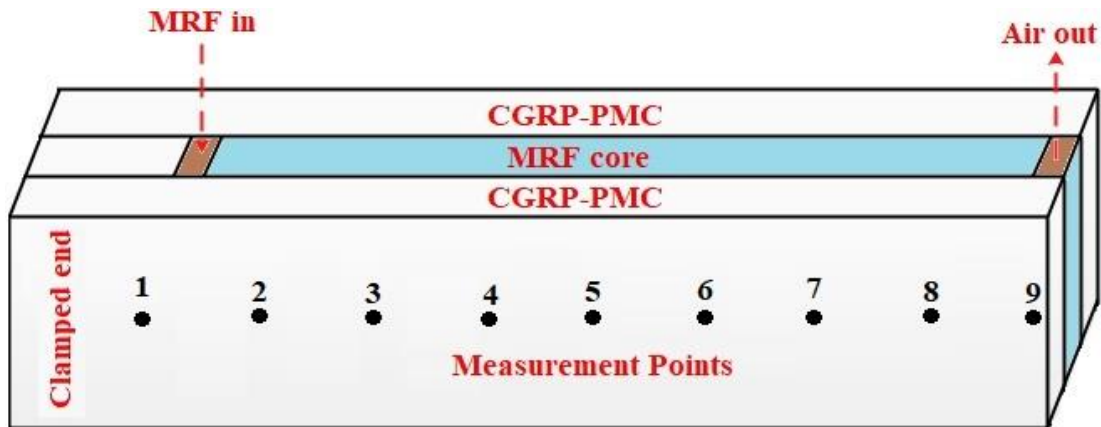 MRF in
Air out
CGRP-PMC
MRF core
CGRP-PMC
Clamped end
1 2 3 4 5 6 7 8 9
Measurement Points